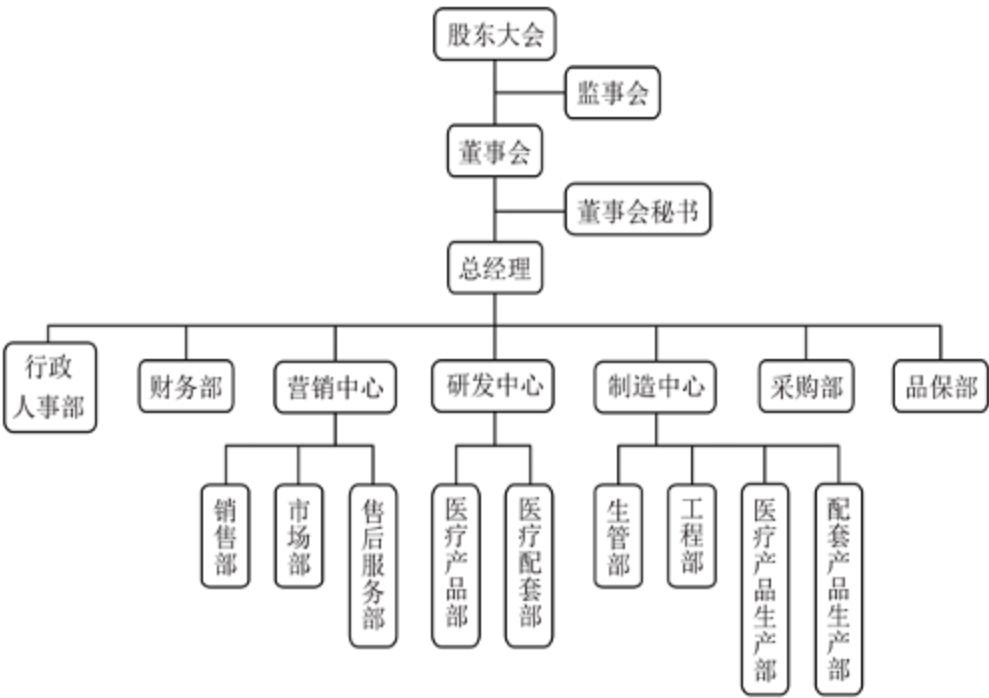 股东大会
监事会
董事会
董事会秘书
总经理
行政
人事部
财务部
营销中心
研发中心
制造中心
采购部
品保部
销售部
市场部
售后服务部
医疗产品部
医疗配套部
生管部
工程部
医疗产品生产部
配套产品生产部